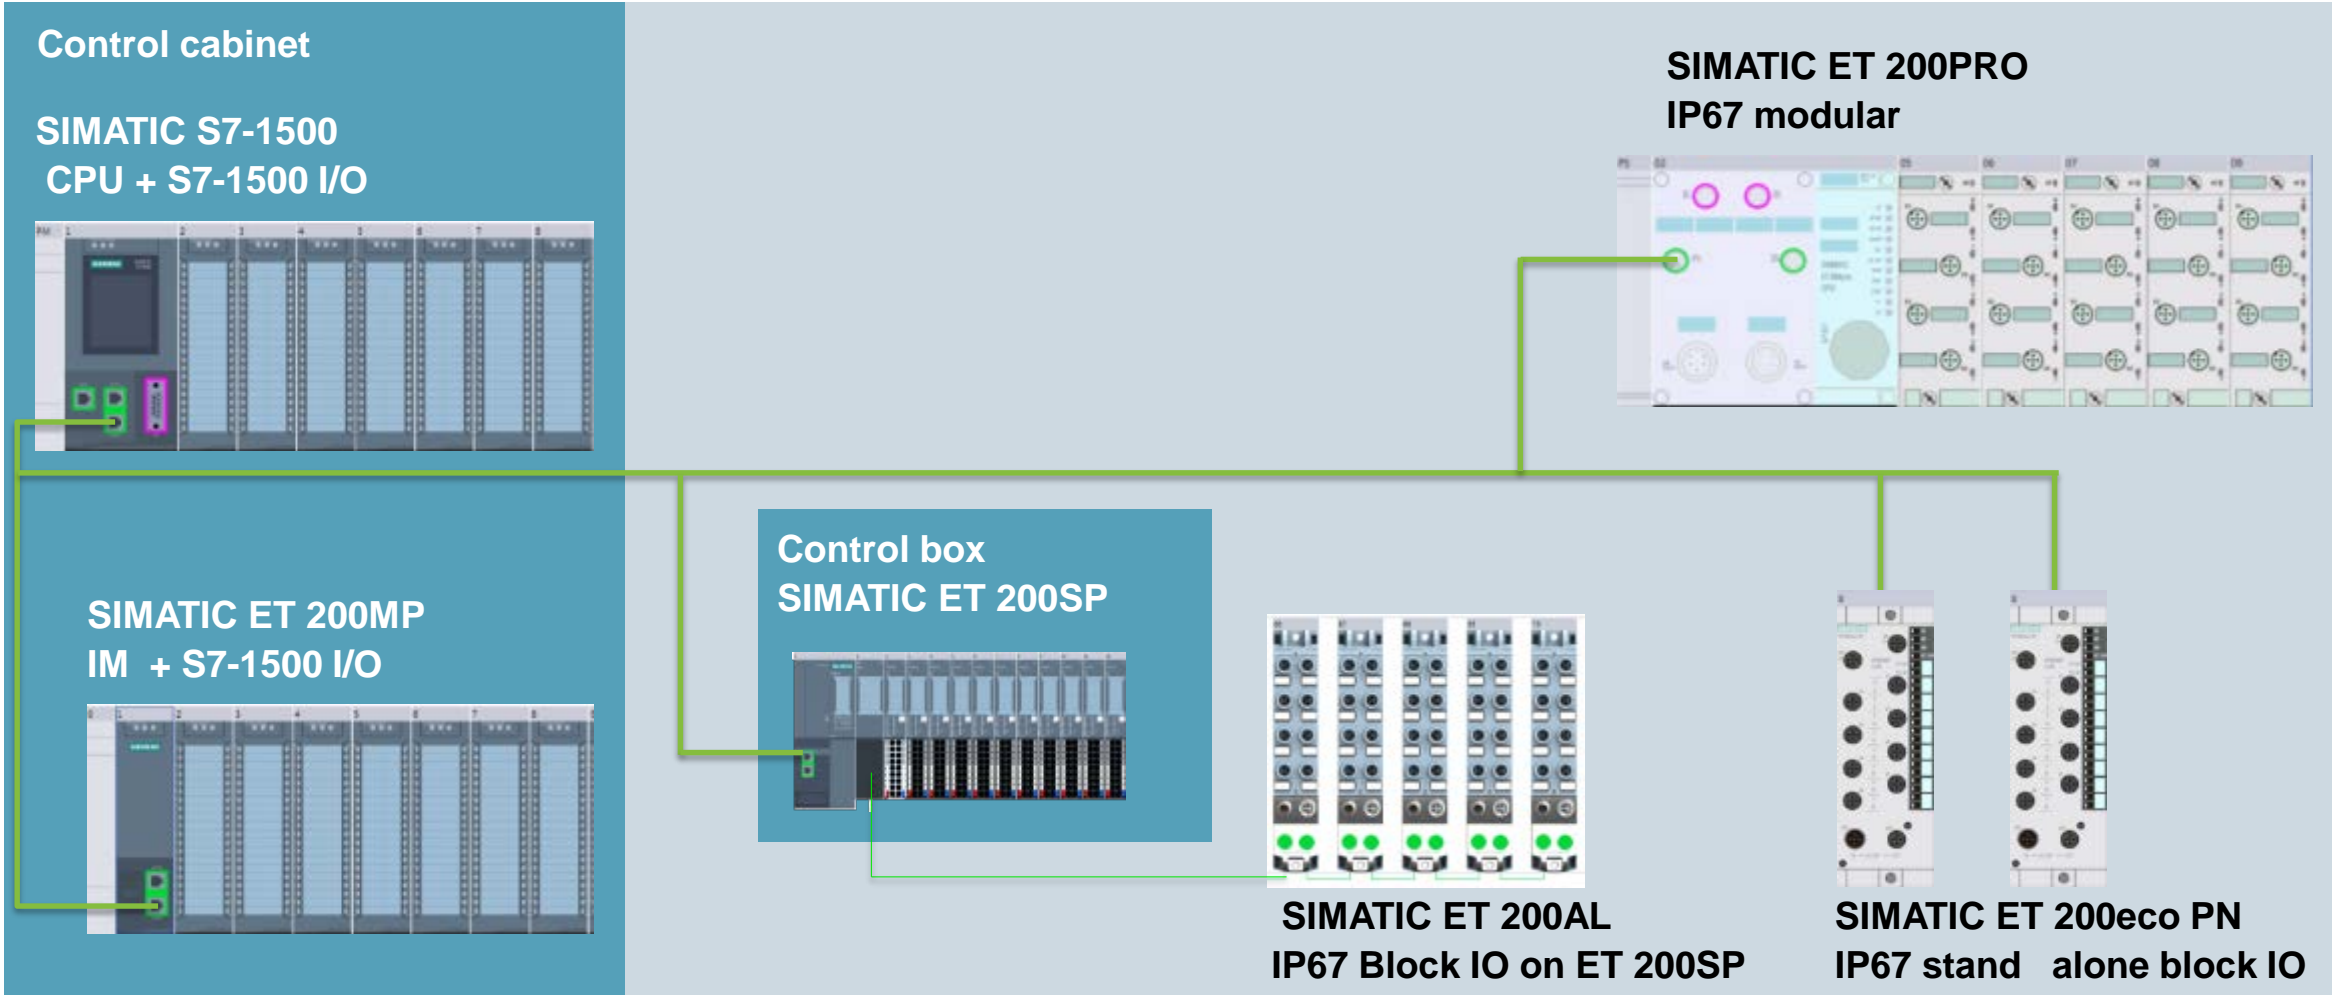 Control cabinet
SIMATIC S7-1500
CPU + S7-1500 I/O
SIMATIC ET 200PRO
IP67 modular
Control box
SIMATIC ET 200SP
SIMATIC ET 200MP
IM + S7-1500 I/O
SIMATIC ET 200AL
IP67 Block IO on ET 200SP
SIMATIC ET 200eco PN
IP67 stand alone block IO